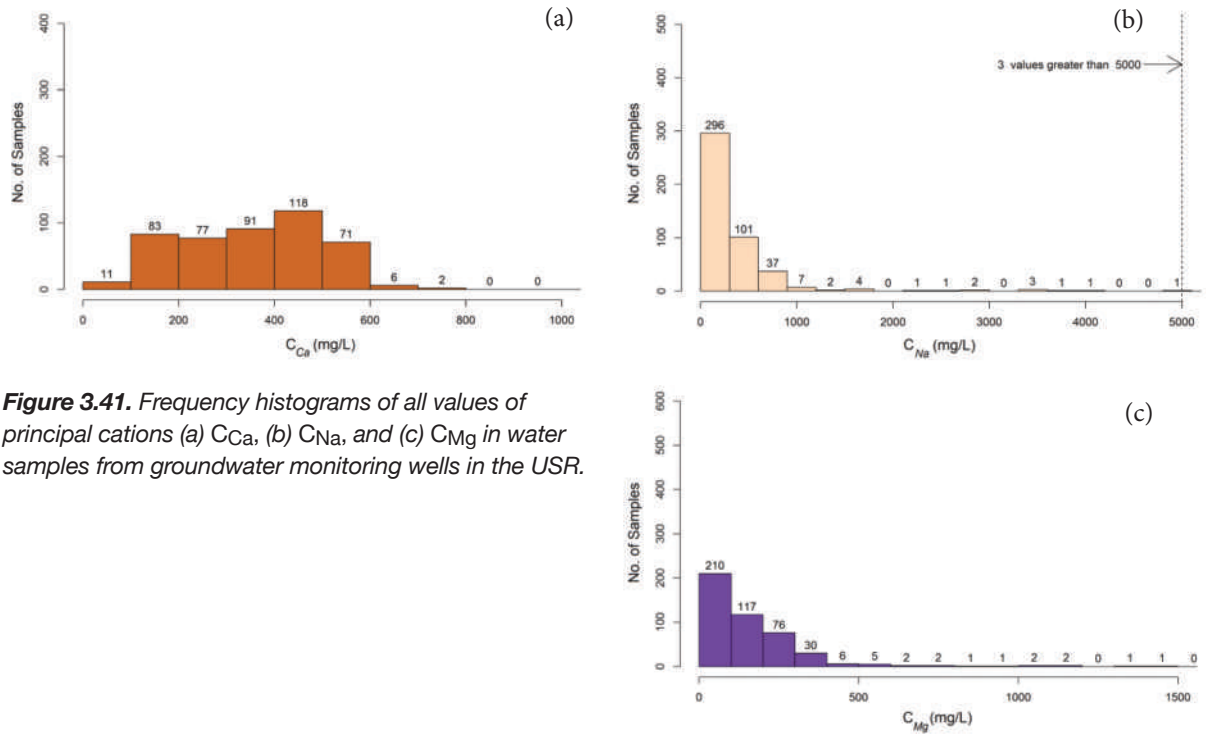 (a)
No. of Samples
400
300
200
100
0
11 83 77 91 118 71 6 2 0 0
0 200 400 600 800 1000
C_Ca (mg/L)
(b)
3 values greater than 5000
No. of Samples
500
400
300
200
100
0
296 101 37 7 2 4 0 1 1 2 0 3 1 1 0 0 1
0 1000 2000 3000 4000 5000
C_Na (mg/L)
Figure 3.41. Frequency histograms of all values of
principal cations (a) CCa, (b) CNa, and (c) CMg in water
samples from groundwater monitoring wells in the USR.
(c)
No. of Samples
600
500
400
300
200
100
0
210 117 76 30 6 5 2 2 1 1 2 2 0 1 1 0
0 500 1000 1500
C_Mg (mg/L)